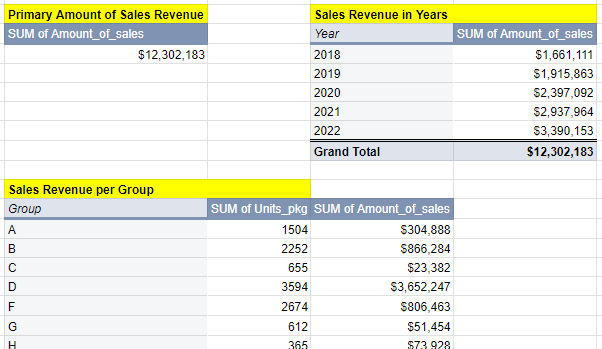 Primary Amount of Sales Revenue
SUM of Amount_of_sales
$12,302,183
Sales Revenue in Years
Year SUM of Amount_of_sales
2018 $1,661,111
2019 $1,915,863
2020 $2,397,092
2021 $2,937,964
2022 $3,390,153
Grand Total $12,302,183
Sales Revenue per Group
Group SUM of Units_pkg SUM of Amount_of_sales
A 1504 $304,888
B 2252 $866,284
C 655 $23,382
D 3594 $3,652,247
F 2674 $806,463
G 612 $51,454
H 365 $73,928